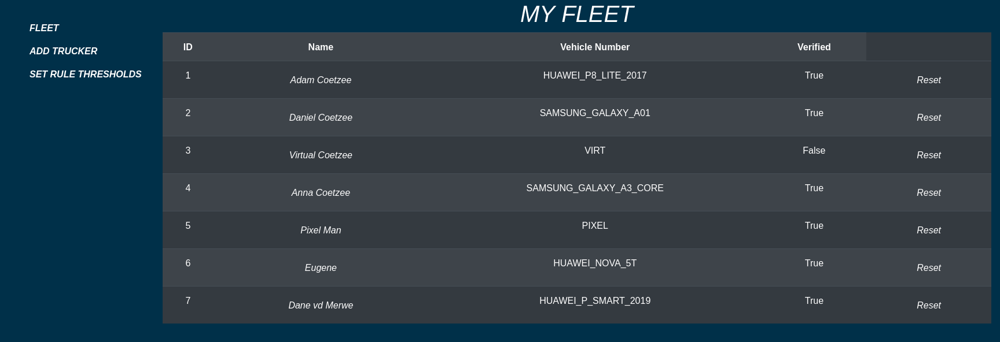 MY FLEET
FLEET
ADD TRUCKER
SET RULE THRESHOLDS
ID Name Vehicle Number Verified
1 Adam Coetzee HUAWEI_P8_LITE_2017 True Reset
2 Daniel Coetzee SAMSUNG_GALAXY_A01 True Reset
3 Virtual Coetzee VIRT False Reset
4 Anna Coetzee SAMSUNG_GALAXY_A3_CORE True Reset
5 Pixel Man PIXEL True Reset
6 Eugene HUAWEI_NOVA_5T True Reset
7 Dane vd Merwe HUAWEI_P_SMART_2019 True Reset